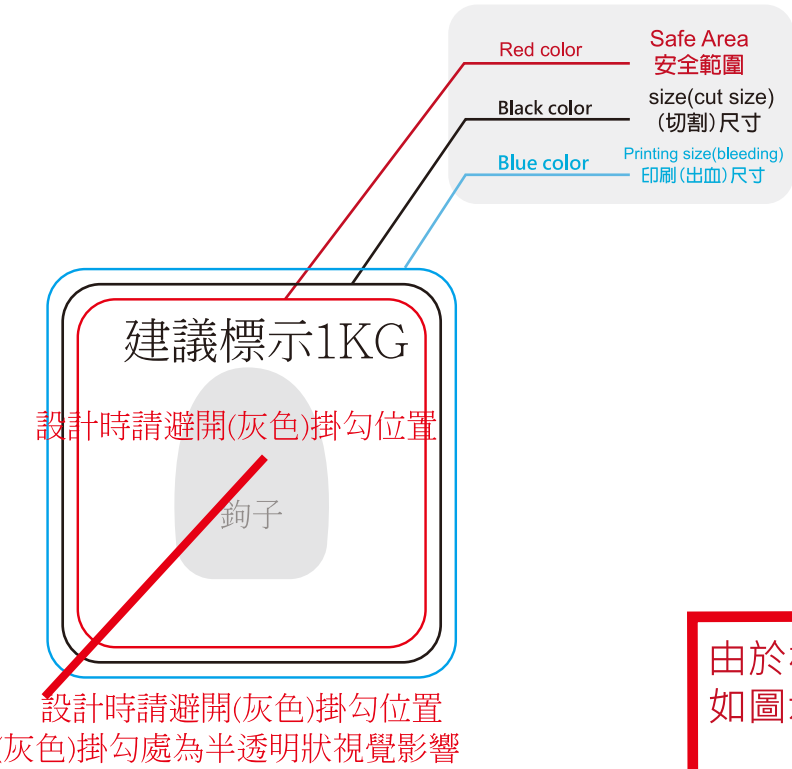 Red color
Safe Area
安全範圍
Black color
size(cut size)
(切割)尺寸
Blue color
Printing size(bleeding)
印刷(出血)尺寸
建議標示1KG
設計時請避開(灰色)掛勾位置
鉤子
設計時請避開(灰色)掛勾位置
(灰色)掛勾處為半透明狀視覺影響
由於
如圖